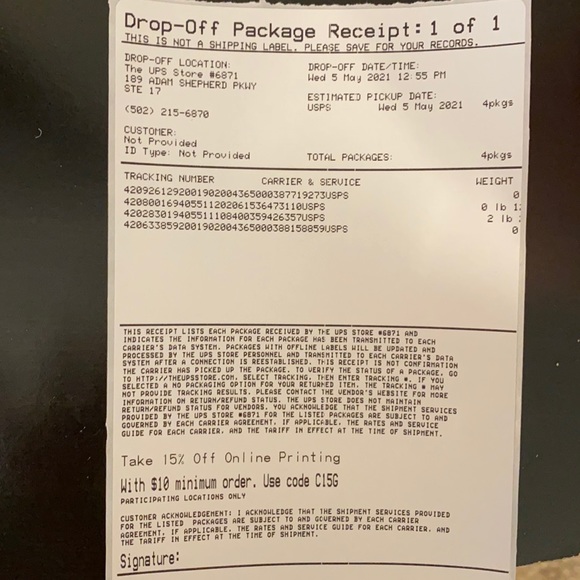 Drop-Off Package Receipt: 1 of 1
THIS IS NOT A SHIPPING LABEL. PLEASE SAVE FOR YOUR RECORDS.
DROP-OFF LOCATION:
The UPS Store #6871
189 ADAM SHEPHERD PKWY
STE 17
(502) 215-6870
DROP-OFF DATE/TIME:
Wed 5 May 2021 12:55 PM
ESTIMATED PICKUP DATE:
USPS Wed 5 May 2021 4pkgs
CUSTOMER:
Not Provided
ID Type: Not Provided
TOTAL PACKAGES: 4pkgs
TRACKING NUMBER CARRIER & SERVICE WEIGHT
4209261292001902004365000387719273USPS 0
420800169405511202061536473110USPS 0 lb 1
420283019405511108400359426357USPS 2 lb
4206338592001902004365000388158859USPS 0
THIS RECEIPT LISTS EACH PACKAGE RECEIVED BY THE UPS STORE #6871 AND
INDICATES THE INFORMATION FOR EACH PACKAGE HAS BEEN TRANSMITTED TO EACH
CARRIER'S DATA SYSTEM. PACKAGES WITH OFFLINE LABELS WILL BE UPDATED AND
PROCESSED BY THE UPS STORE PERSONNEL AND TRANSMITTED TO EACH CARRIER'S DATA
SYSTEM AFTER A CONNECTION IS REESTABLISHED. THIS RECEIPT IS NOT CONFIRMATION
THE CARRIER HAS PICKED UP THE PACKAGE. TO VERIFY THE STATUS OF A PACKAGE, GO
TO HTTP://THEUPSSTORE.COM, SELECT TRACKING, THEN ENTER TRACKING #. IF YOU
SELECTED A NO PACKAGING OPTION FOR YOUR RETURNED ITEM, THE TRACKING # MAY
NOT PROVIDE TRACKING RESULTS. PLEASE CONTACT THE VENDOR'S WEBSITE FOR MORE
INFORMATION ON RETURN/REFUND STATUS. THE UPS STORE DOES NOT MAINTAIN
RETURN/REFUND STATUS FOR VENDORS. YOU ACKNOWLEDGE THAT THE SHIPMENT SERVICES
PROVIDED BY THE UPS STORE #6871 FOR THE LISTED PACKAGES ARE SUBJECT TO AND
GOVERNED BY EACH CARRIER AGREEMENT, IF APPLICABLE, THE RATES AND SERVICE
GUIDE FOR EACH CARRIER, AND THE TARIFF IN EFFECT AT THE TIME OF SHIPMENT.
Take 15% Off Online Printing
With $10 minimum order. Use code C15G
PARTICIPATING LOCATIONS ONLY
CUSTOMER ACKNOWLEDGEMENT: I ACKNOWLEDGE THAT THE SHIPMENT SERVICES PROVIDED
FOR THE LISTED PACKAGES ARE SUBJECT TO AND GOVERNED BY EACH CARRIER
AGREEMENT, IF APPLICABLE, THE RATES AND SERVICE GUIDE FOR EACH CARRIER, AND
THE TARIFF IN EFFECT AT THE TIME OF SHIPMENT.
Signature: